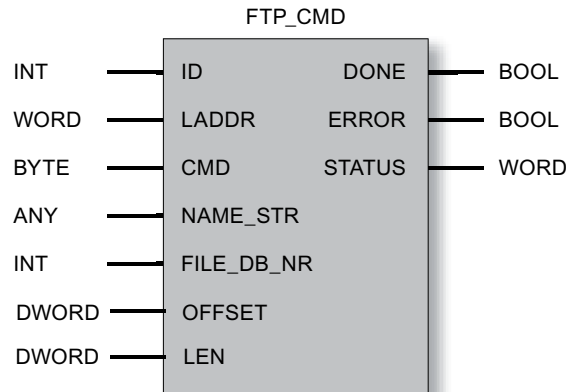 FTP_CMD
INT ID DONE BOOL
WORD LADDR ERROR BOOL
BYTE CMD STATUS WORD
ANY NAME_STR
INT FILE_DB_NR
DWORD OFFSET
DWORD LEN